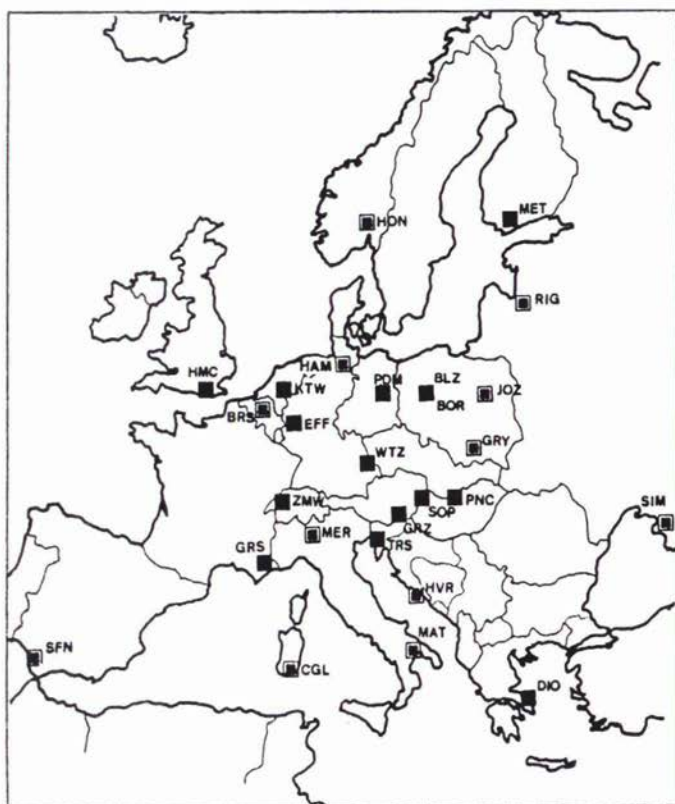 MET
HON
RIG
HAM
HMC
KTW
PDM
BLZ
JOZ
BRS
BOR
EFF
GRY
WTZ
ZMW
SOP
PNC
SIM
GRZ
MER
TRS
GRS
HVR
MAT
SFN
CGL
DIO